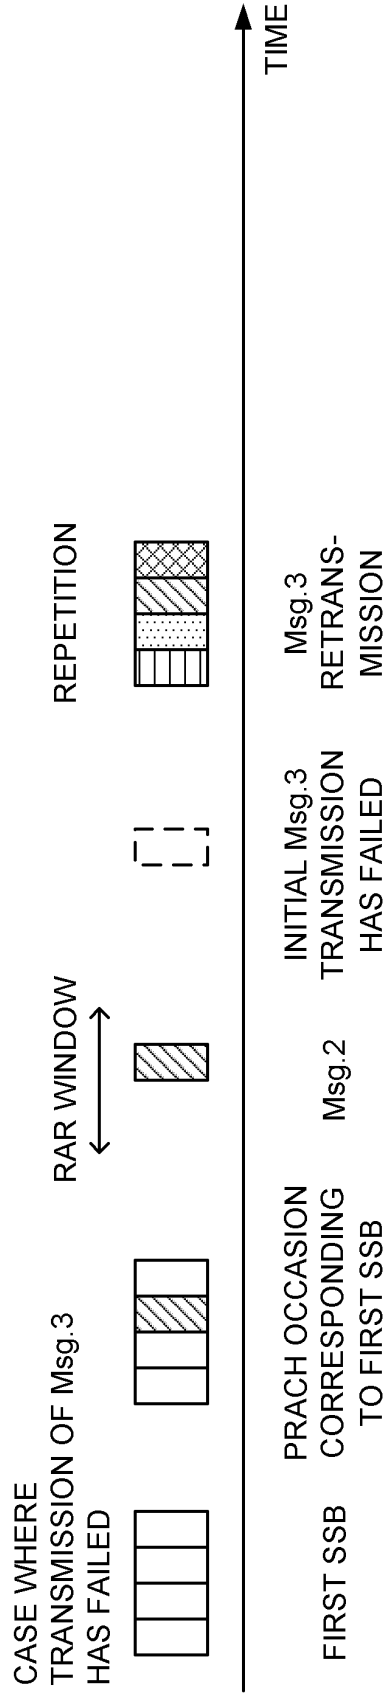 CASE WHERE
TRANSMISSION OF Msg.3
HAS FAILED
RAR WINDOW
REPETITION
FIRST SSB
PRACH OCCASION
CORRESPONDING
TO FIRST SSB
Msg.2
INITIAL Msg.3
TRANSMISSION
HAS FAILED
Msg.3
RETRANS-
MISSION
TIME